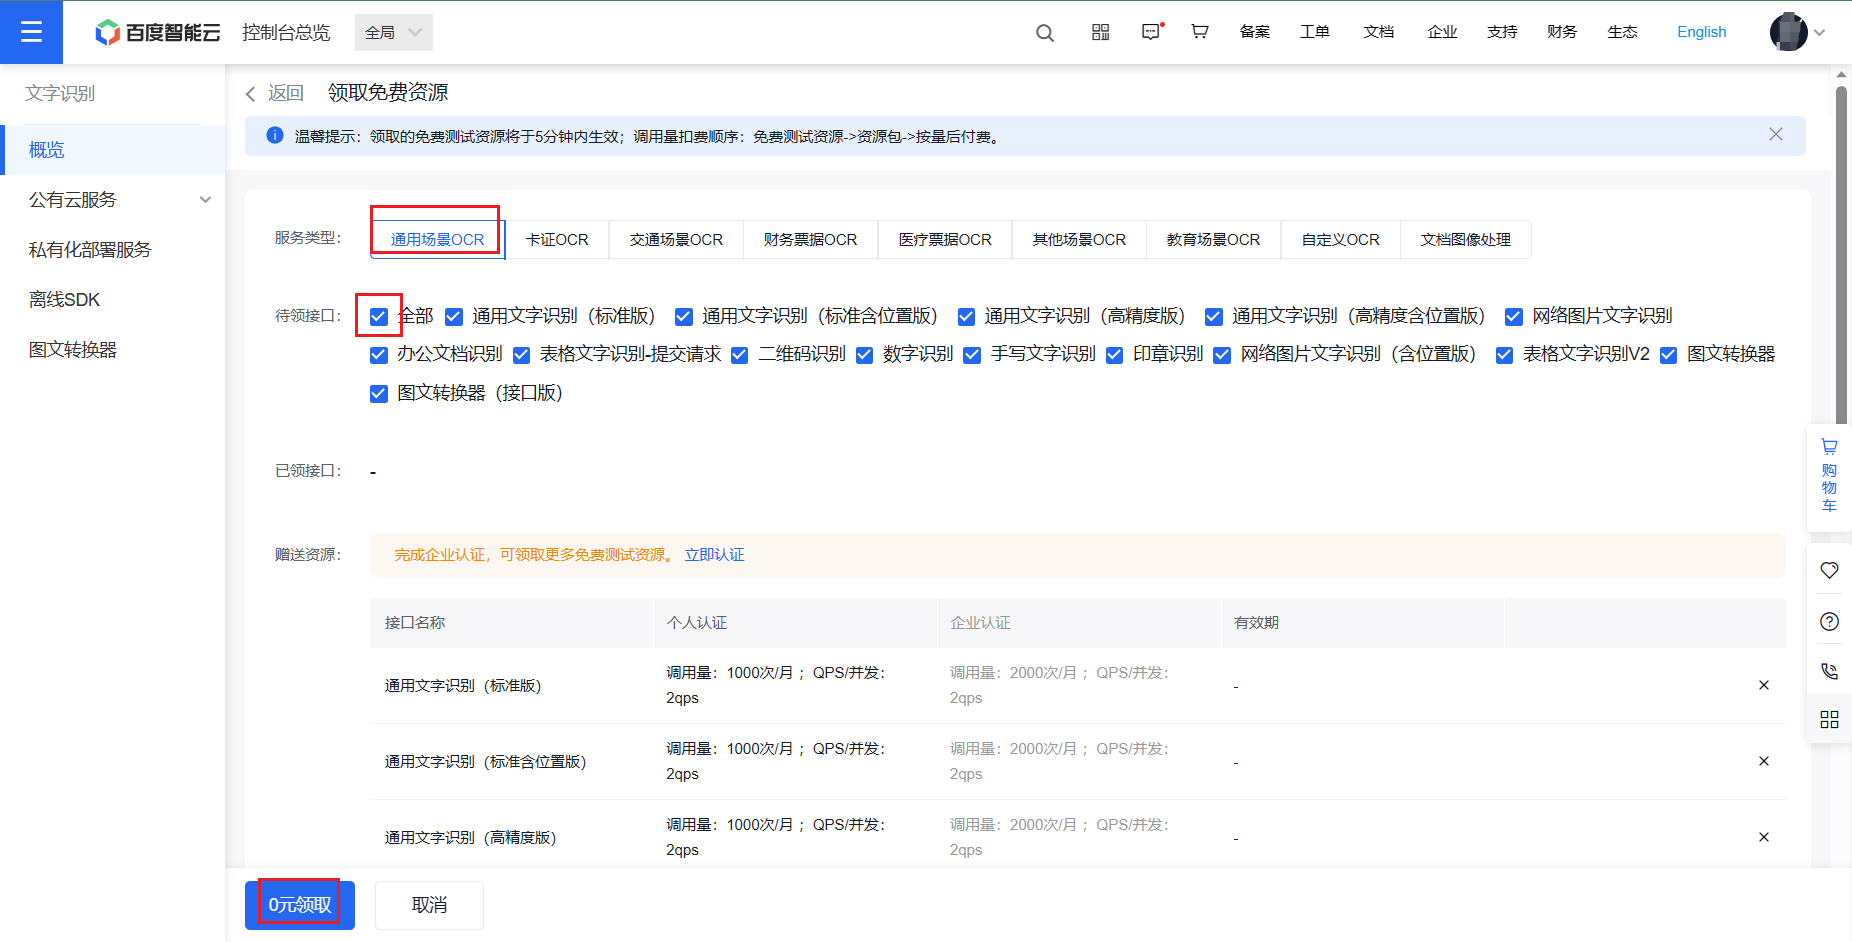 百度智能云 控制台总览 全局 备案 工单 文档 企业 支持 财务 生态 English
文字识别
概览
公有云服务
私有化部署服务
离线SDK
图文转换器
返回 领取免费资源
温馨提示：领取的免费测试资源将于5分钟内生效；调用量扣费顺序：免费测试资源->资源包->按量后付费。
服务类型： 通用场景OCR 卡证OCR 交通场景OCR 财务票据OCR 医疗票据OCR 其他场景OCR 教育场景OCR 自定义OCR 文档图像处理
待领接口： 全部 通用文字识别（标准版） 通用文字识别（标准含位置版） 通用文字识别（高精度版） 通用文字识别（高精度含位置版） 网络图片文字识别
办公文档识别 表格文字识别-提交请求 二维码识别 数字识别 手写文字识别 印章识别 网络图片文字识别（含位置版） 表格文字识别V2 图文转换器
图文转换器（接口版）
已领接口： -
赠送资源： 完成企业认证，可领取更多免费测试资源。 立即认证
接口名称 个人认证 企业认证 有效期
通用文字识别（标准版） 调用量：1000次/月 ；QPS/并发：2qps 调用量：2000次/月 ；QPS/并发：2qps -
通用文字识别（标准含位置版） 调用量：1000次/月 ；QPS/并发：2qps 调用量：2000次/月 ；QPS/并发：2qps -
通用文字识别（高精度版） 调用量：1000次/月 ；QPS/并发：2qps 调用量：2000次/月 ；QPS/并发：2qps -
0元领取 取消
购物车